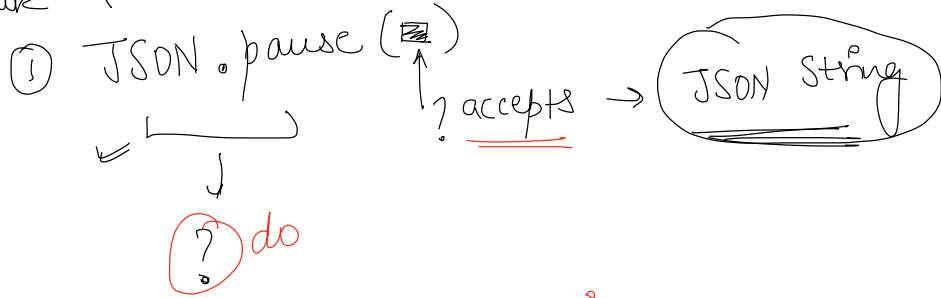 ① JSON.pause( )
? accepts → JSON String
? do